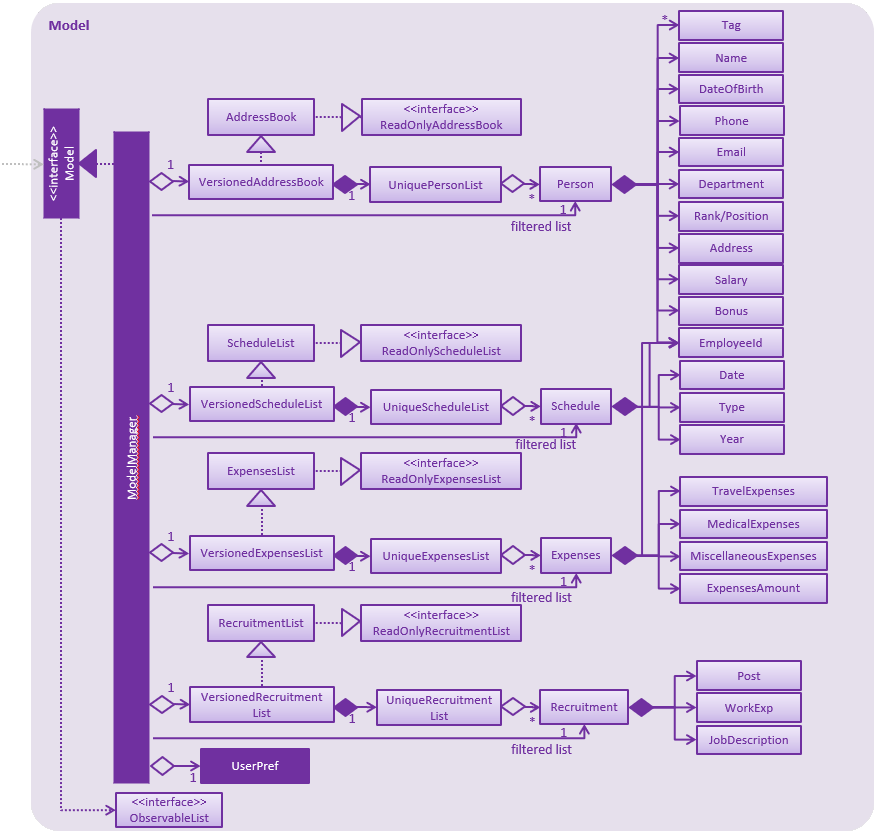 Model
<<interface>>
Model
ModelManager
AddressBook
<<interface>>
ReadOnlyAddressBook
1
VersionedAddressBook
1
UniquePersonList
*
Person
1
filtered list
*
Tag
Name
DateOfBirth
Phone
Email
Department
Rank/Position
Address
Salary
Bonus
EmployeeId
ScheduleList
<<interface>>
ReadOnlyScheduleList
1
VersionedScheduleList
1
UniqueScheduleList
*
Schedule
1
filtered list
Date
Type
Year
ExpensesList
<<interface>>
ReadOnlyExpensesList
1
VersionedExpensesList
1
UniqueExpensesList
*
Expenses
1
filtered list
TravelExpenses
MedicalExpenses
MiscellaneousExpenses
ExpensesAmount
RecruitmentList
<<interface>>
ReadOnlyRecruitmentList
1
VersionedRecruitment
List
1
UniqueRecruitment
List
*
Recruitment
1
filtered list
Post
WorkExp
JobDescription
1
UserPref
<<interface>>
ObservableList